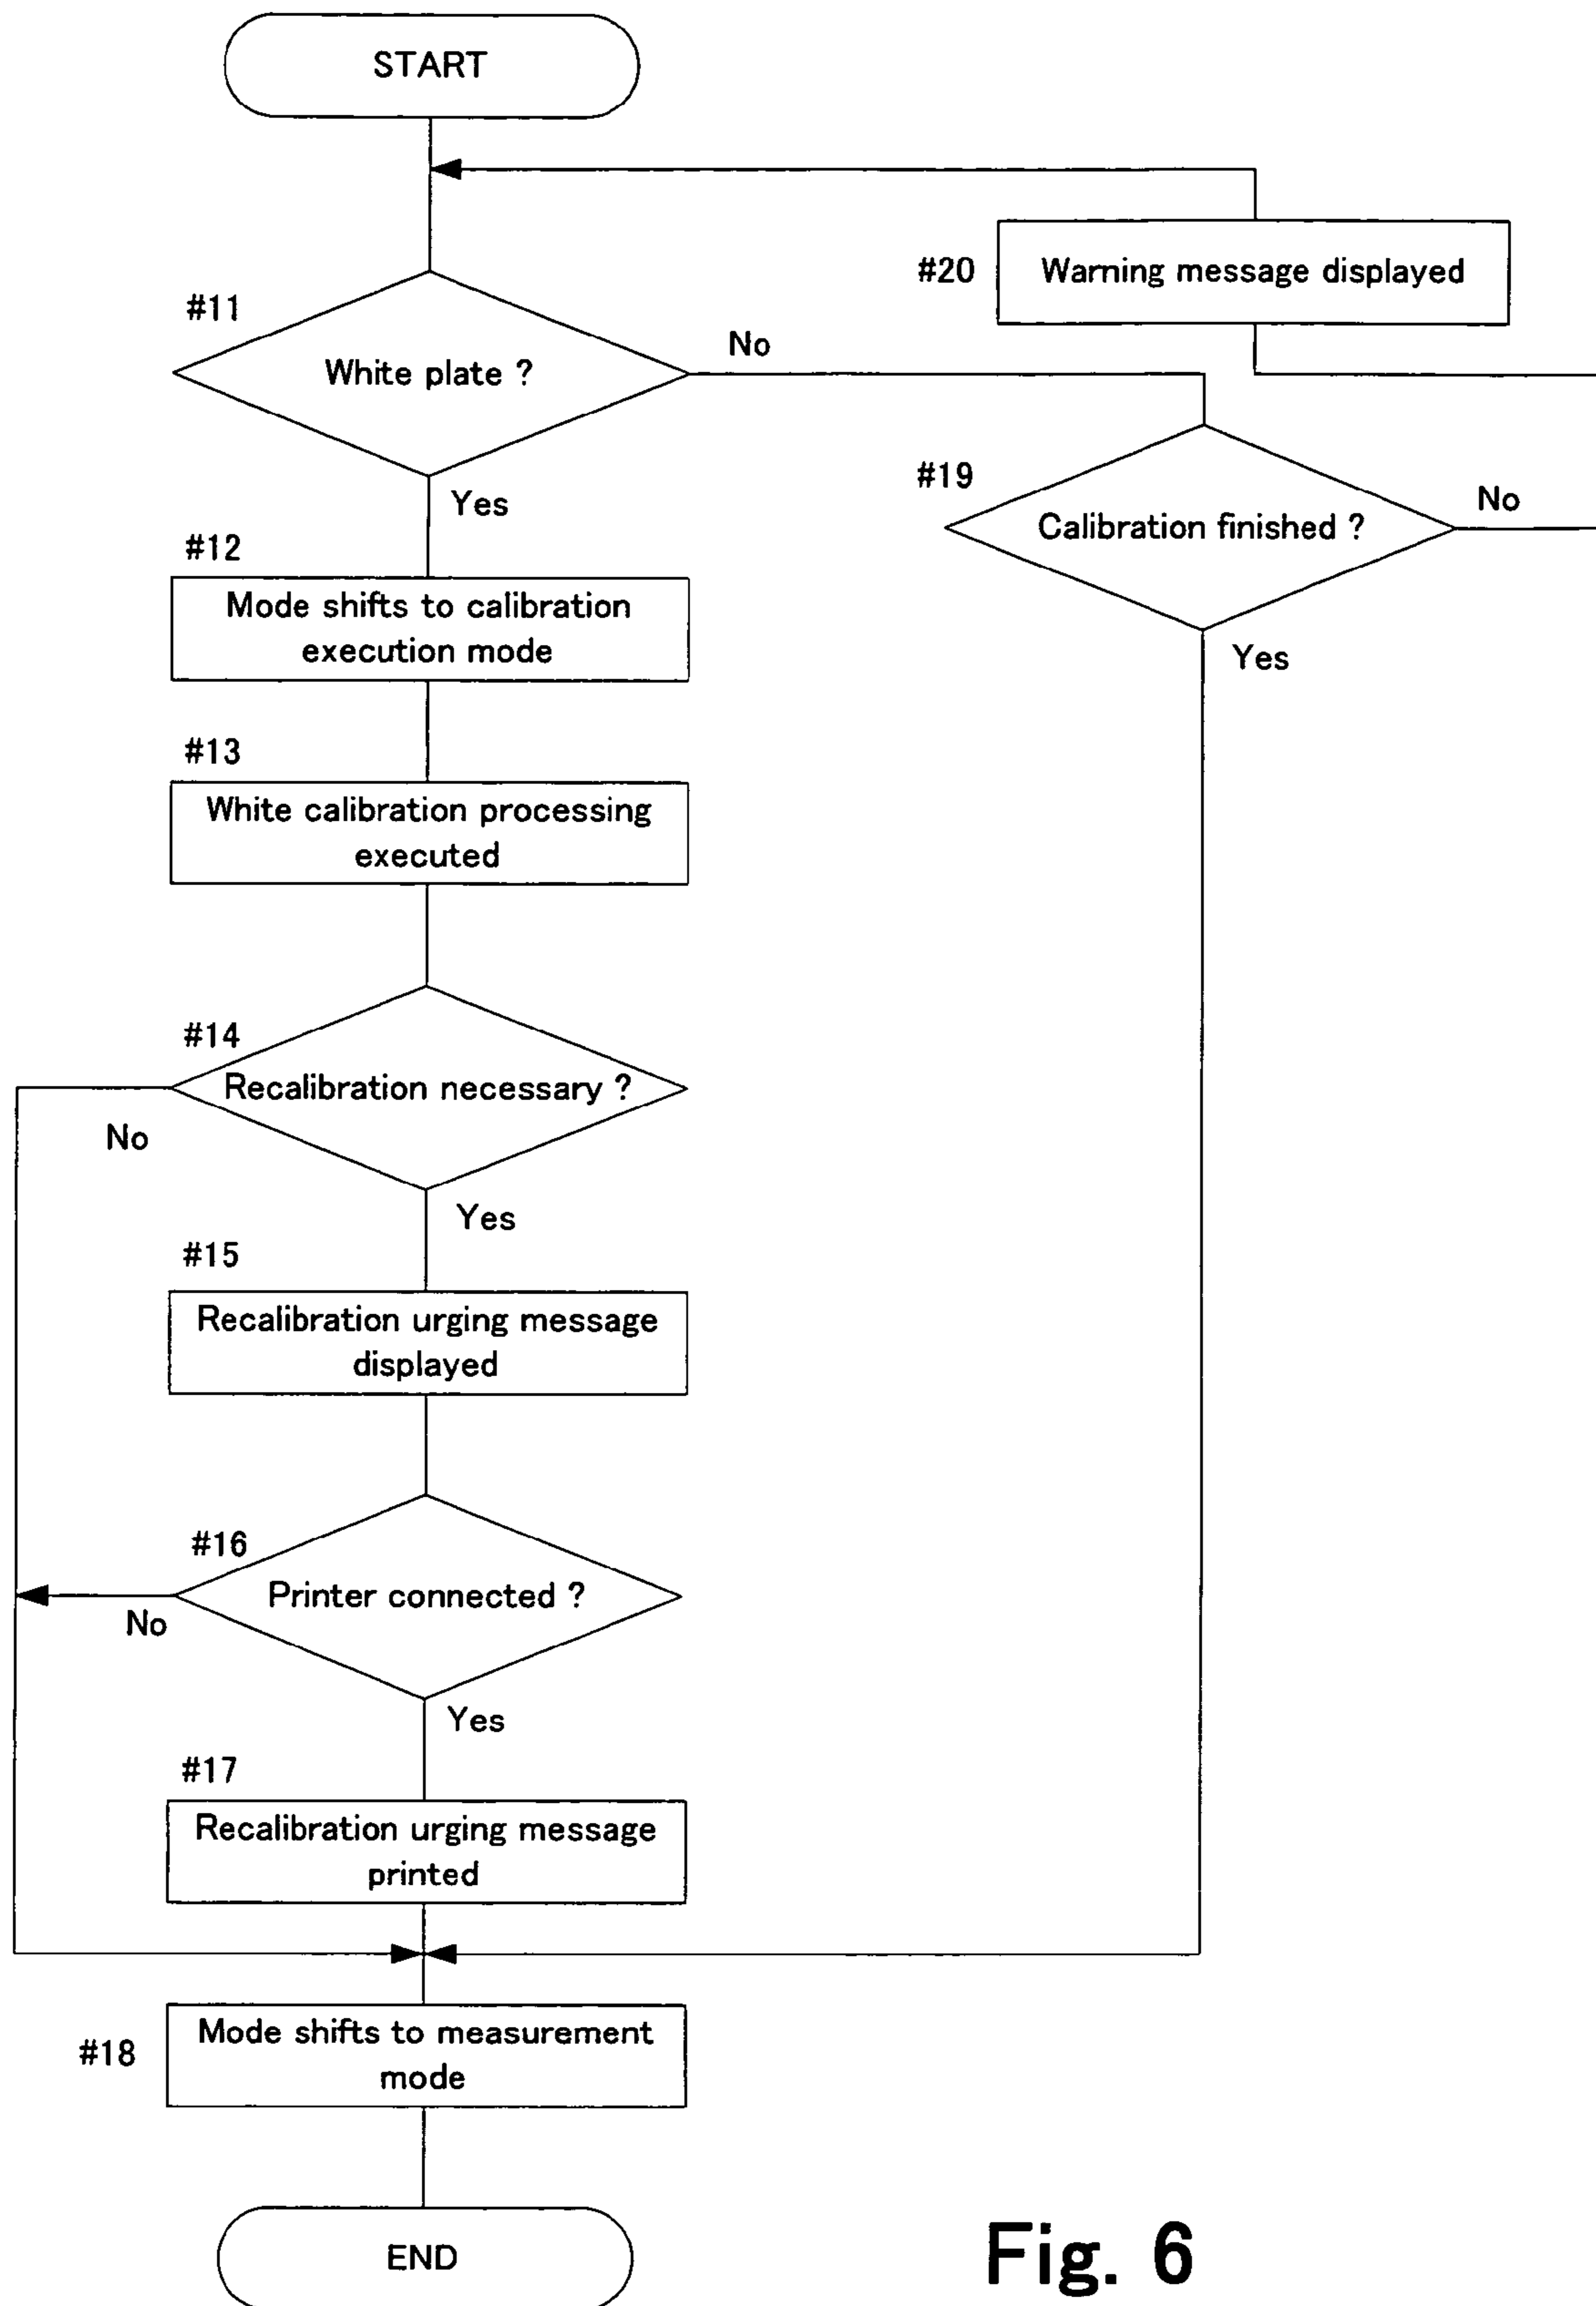 START
#20
Warning message displayed
#11
White plate ?
No
#19
Calibration finished ?
No
Yes
Yes
#12
Mode shifts to calibration
execution mode
#13
White calibration processing
executed
#14
Recalibration necessary ?
No
Yes
#15
Recalibration urging message
displayed
#16
Printer connected ?
No
Yes
#17
Recalibration urging message
printed
#18
Mode shifts to measurement
mode
END
Fig. 6